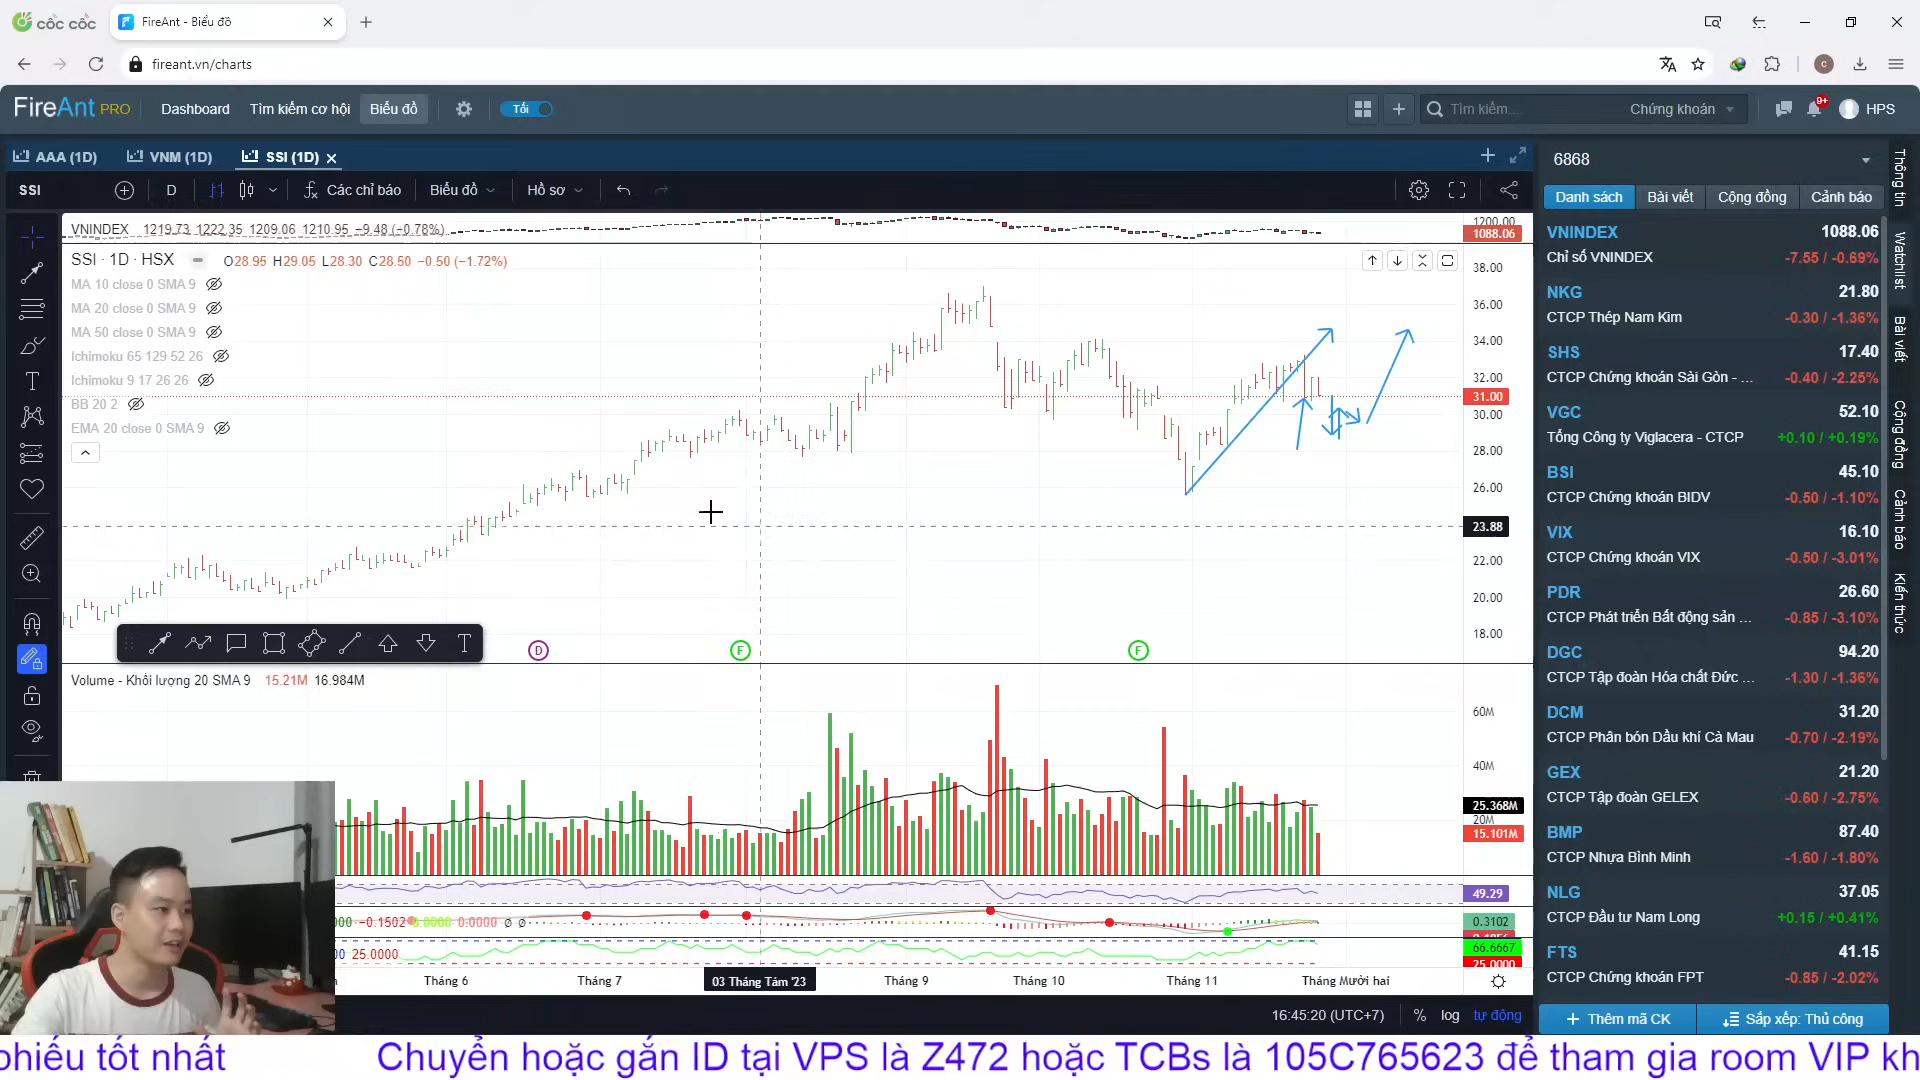 cốc cốc
FireAnt - Biểu đồ
fireant.vn/charts
FireAnt PRO
Dashboard
Tìm kiếm cơ hội
Biểu đồ
Tối
Tìm kiếm...
Chứng khoán
9+
HPS
AAA (1D)
VNM (1D)
SSI (1D)
SSI
D
Các chỉ báo
Biểu đồ
Hồ sơ
VNINDEX 1219.73 1222.35 1209.06 1210.95 −9.48 (−0.78%)
SSI · 1D · HSX
O28.95 H29.05 L28.30 C28.50 −0.50 (−1.72%)
MA 10 close 0 SMA 9
MA 20 close 0 SMA 9
MA 50 close 0 SMA 9
Ichimoku 65 129 52 26
Ichimoku 9 17 26 26
BB 20 2
EMA 20 close 0 SMA 9
1200.00
1088.06
38.00
36.00
34.00
32.00
31.00
30.00
28.00
26.00
23.88
22.00
20.00
18.00
D
F
F
Volume - Khối lượng 20 SMA 9 15.21M 16.984M
60M
40M
25.368M
20M
15.101M
49.29
−0.1502
0.0000
0.0000
0.3102
66.6667
25.0000
25.0000
Tháng 6
Tháng 7
03 Tháng Tám '23
Tháng 9
Tháng 10
Tháng 11
Tháng Mười hai
16:45:20 (UTC+7)
%
log
tự động
6868
Danh sách
Bài viết
Cộng đồng
Cảnh báo
VNINDEX 1088.06
Chỉ số VNINDEX -7.55 / -0.69%
NKG 21.80
CTCP Thép Nam Kim -0.30 / -1.36%
SHS 17.40
CTCP Chứng khoán Sài Gòn - ... -0.40 / -2.25%
VGC 52.10
Tổng Công ty Viglacera - CTCP +0.10 / +0.19%
BSI 45.10
CTCP Chứng khoán BIDV -0.50 / -1.10%
VIX 16.10
CTCP Chứng khoán VIX -0.50 / -3.01%
PDR 26.60
CTCP Phát triển Bất động sản ... -0.85 / -3.10%
DGC 94.20
CTCP Tập đoàn Hóa chất Đức ... -1.30 / -1.36%
DCM 31.20
CTCP Phân bón Dầu khí Cà Mau -0.70 / -2.19%
GEX 21.20
CTCP Tập đoàn GELEX -0.60 / -2.75%
BMP 87.40
CTCP Nhựa Bình Minh -1.60 / -1.80%
NLG 37.05
CTCP Đầu tư Nam Long +0.15 / +0.41%
FTS 41.15
CTCP Chứng khoán FPT -0.85 / -2.02%
Thêm mã CK
Sắp xếp: Thủ công
Thông tin
Watchlist
Bài viết
Cộng đồng
Cảnh báo
Kiến thức
phiếu tốt nhất Chuyển hoặc gắn ID tại VPS là Z472 hoặc TCBs là 105C765623 để tham gia room VIP kh